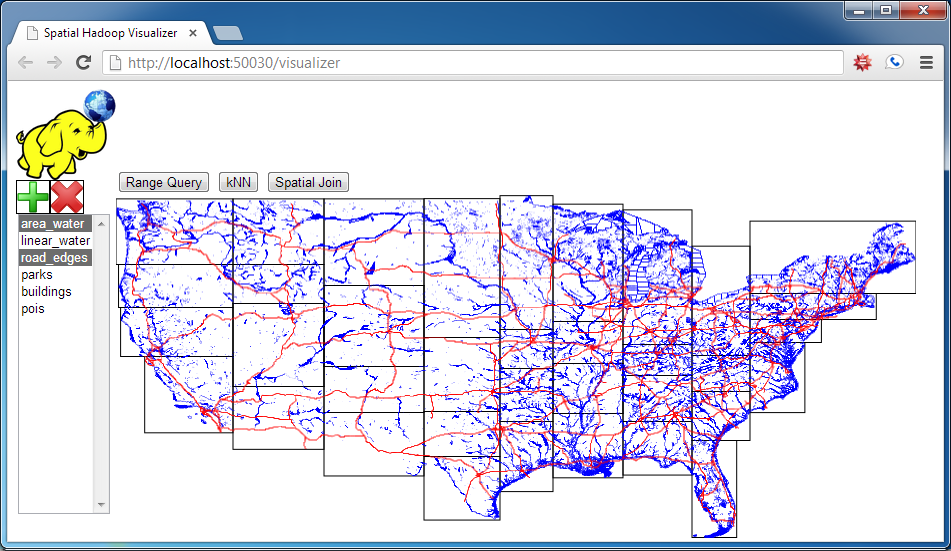 Spatial Hadoop Visualizer
http://localhost:50030/visualizer
Range Query kNN Spatial Join
area_water
linear_water
road_edges
parks
buildings
pois